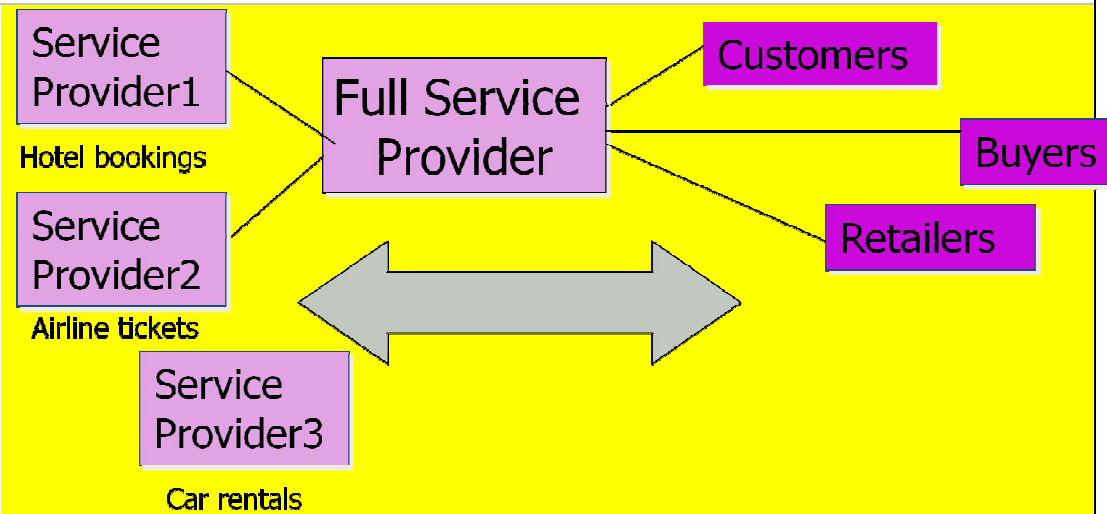 Service
Provider1
Hotel bookings
Full Service
Provider
Customers
Buyers
Retailers
Service
Provider2
Airline tickets
Service
Provider3
Car rentals